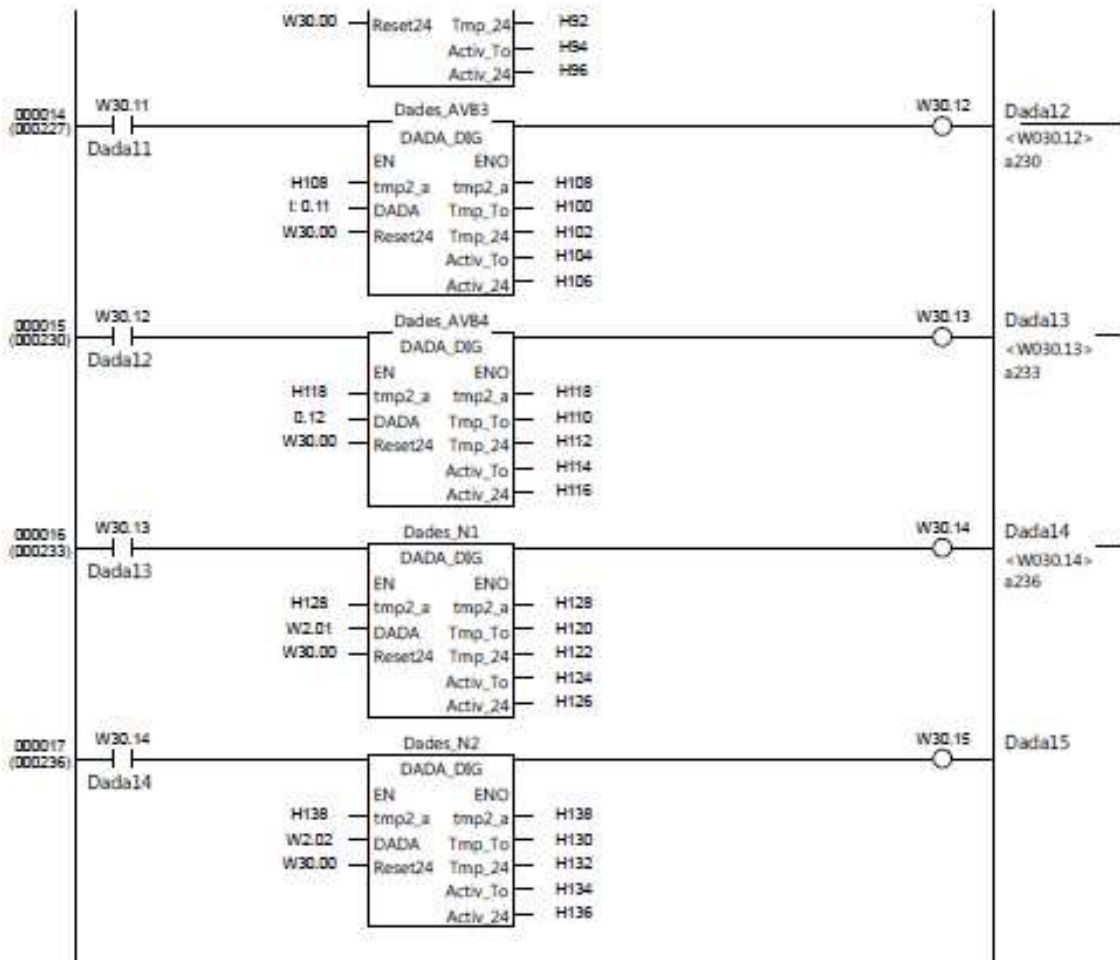 W30.00 Reset24 Tmp_24 H92
Activ_To H94
Activ_24 H96
000014 W30.11 Dades_AVB3 W30.12 Dada12
(000227) Dada11 DADA_DIG <W030.12>
EN ENO a230
H108 tmp2_a tmp2_a H108
I: 0.11 DADA Tmp_To H100
W30.00 Reset24 Tmp_24 H102
Activ_To H104
Activ_24 H106
000015 W30.12 Dades_AVB4 W30.13 Dada13
(000230) Dada12 DADA_DIG <W030.13>
EN ENO a233
H118 tmp2_a tmp2_a H118
0.12 DADA Tmp_To H110
W30.00 Reset24 Tmp_24 H112
Activ_To H114
Activ_24 H116
000016 W30.13 Dades_N1 W30.14 Dada14
(000233) Dada13 DADA_DIG <W030.14>
EN ENO a236
H128 tmp2_a tmp2_a H128
W2.01 DADA Tmp_To H120
W30.00 Reset24 Tmp_24 H122
Activ_To H124
Activ_24 H126
000017 W30.14 Dades_N2 W30.15 Dada15
(000236) Dada14 DADA_DIG
EN ENO
H138 tmp2_a tmp2_a H138
W2.02 DADA Tmp_To H130
W30.00 Reset24 Tmp_24 H132
Activ_To H134
Activ_24 H136